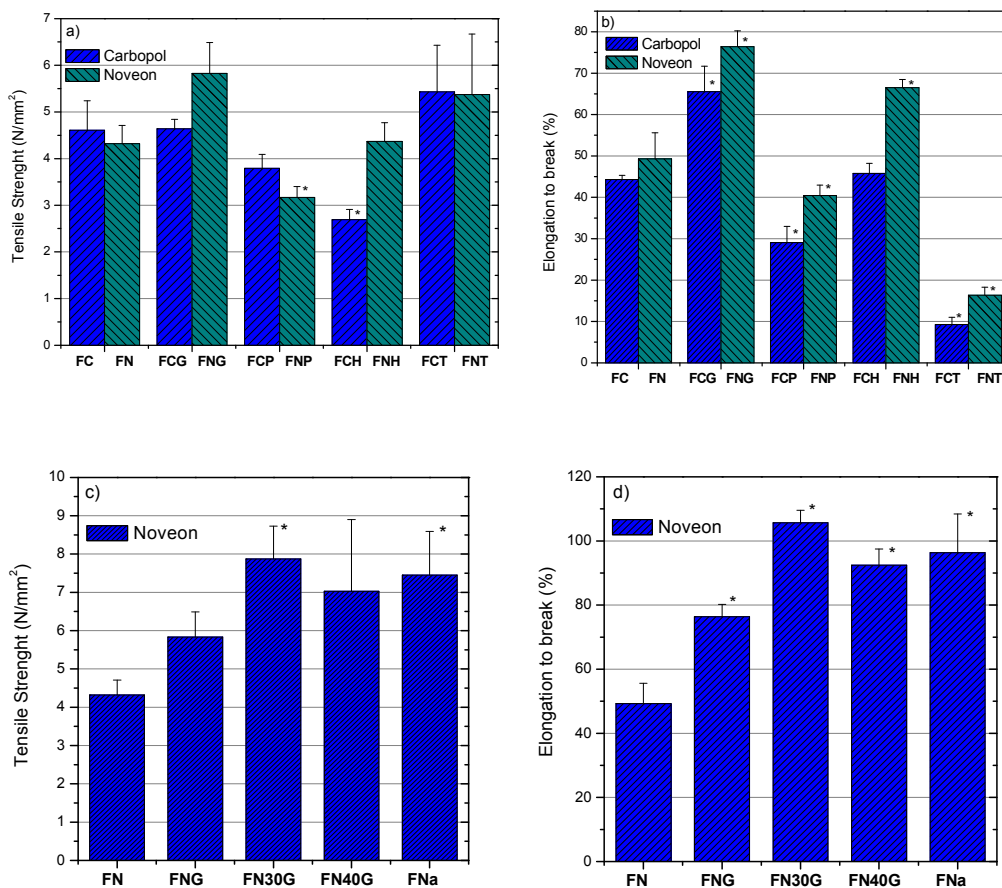 a)
Carbopol
Noveon
Tensile Strenght (N/mm²)
7
6
5
4
3
2
1
0
* *
FC FN FCG FNG FCP FNP FCH FNH FCT FNT
b)
Carbopol
Noveon
Elongation to break (%)
80
70
60
50
40
30
20
10
0
* * * * * * *
FC FN FCG FNG FCP FNP FCH FNH FCT FNT
c)
Noveon
Tensile Strenght (N/mm²)
10
9
8
7
6
5
4
3
2
1
0
* *
FN FNG FN30G FN40G FNa
d)
Noveon
Elongation to break (%)
120
100
80
60
40
20
0
* * * *
FN FNG FN30G FN40G FNa